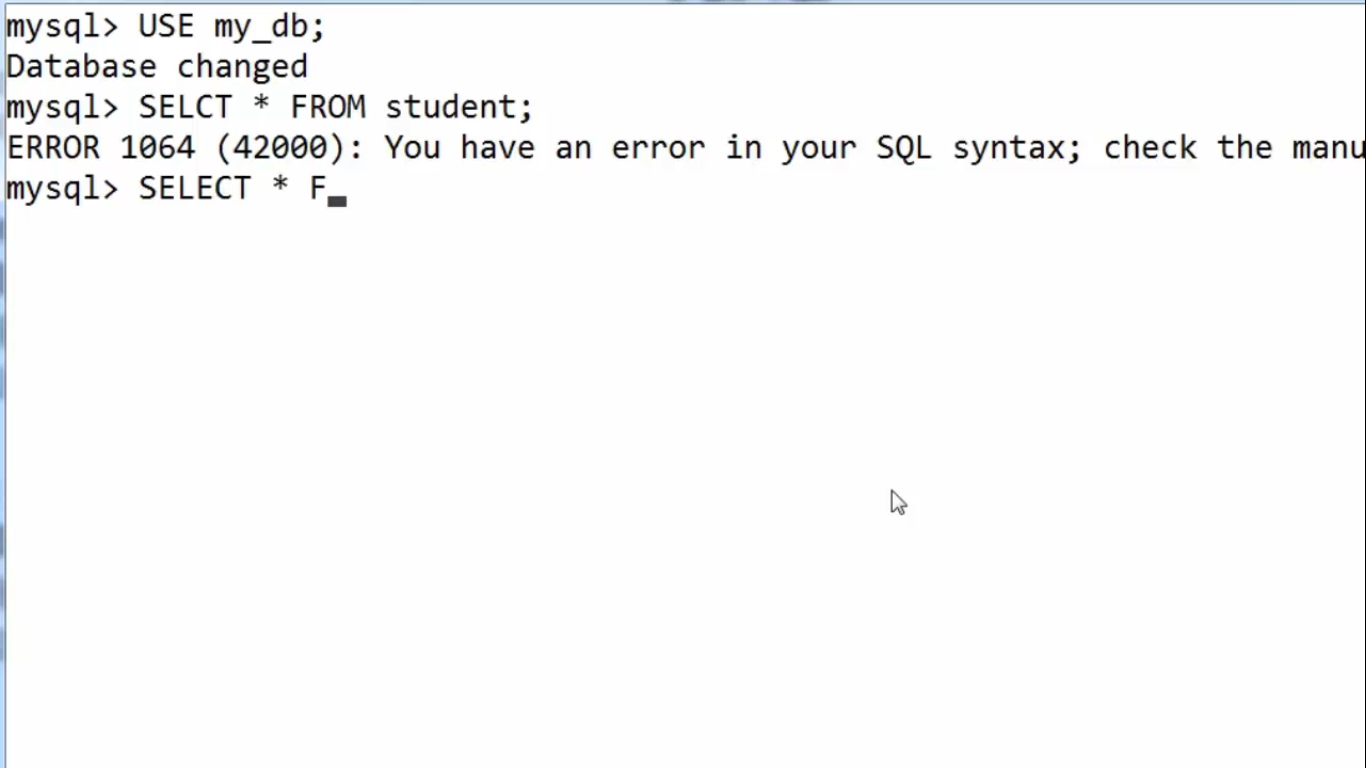 mysql> USE my_db;
Database changed
mysql> SELCT * FROM student;
ERROR 1064 (42000): You have an error in your SQL syntax; check the manu
mysql> SELECT * F